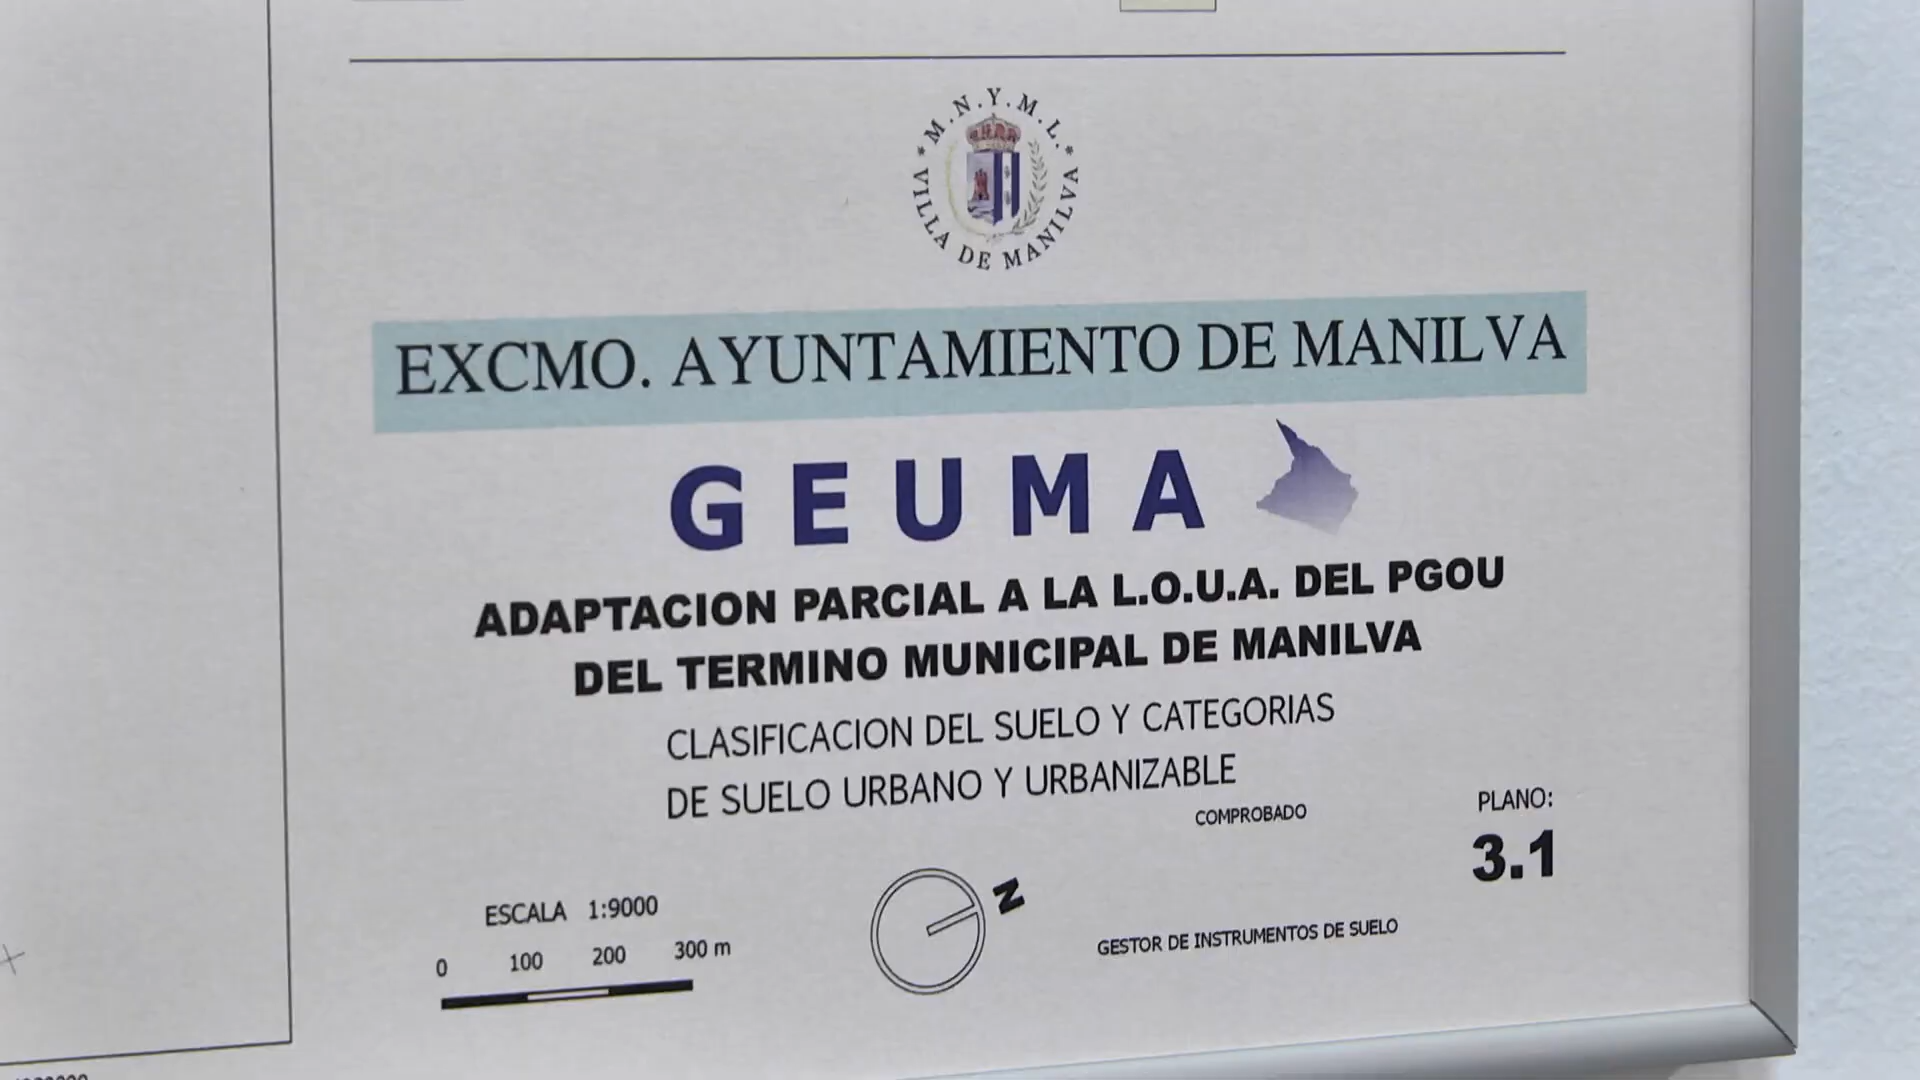 * M.N.Y.M.L. *
VILLA DE MANILVA
EXCMO. AYUNTAMIENTO DE MANILVA
GEUMA
ADAPTACION PARCIAL A LA L.O.U.A. DEL PGOU
DEL TERMINO MUNICIPAL DE MANILVA
CLASIFICACION DEL SUELO Y CATEGORIAS
DE SUELO URBANO Y URBANIZABLE
COMPROBADO
PLANO:
3.1
ESCALA 1:9000
0 100 200 300 m
N
GESTOR DE INSTRUMENTOS DE SUELO